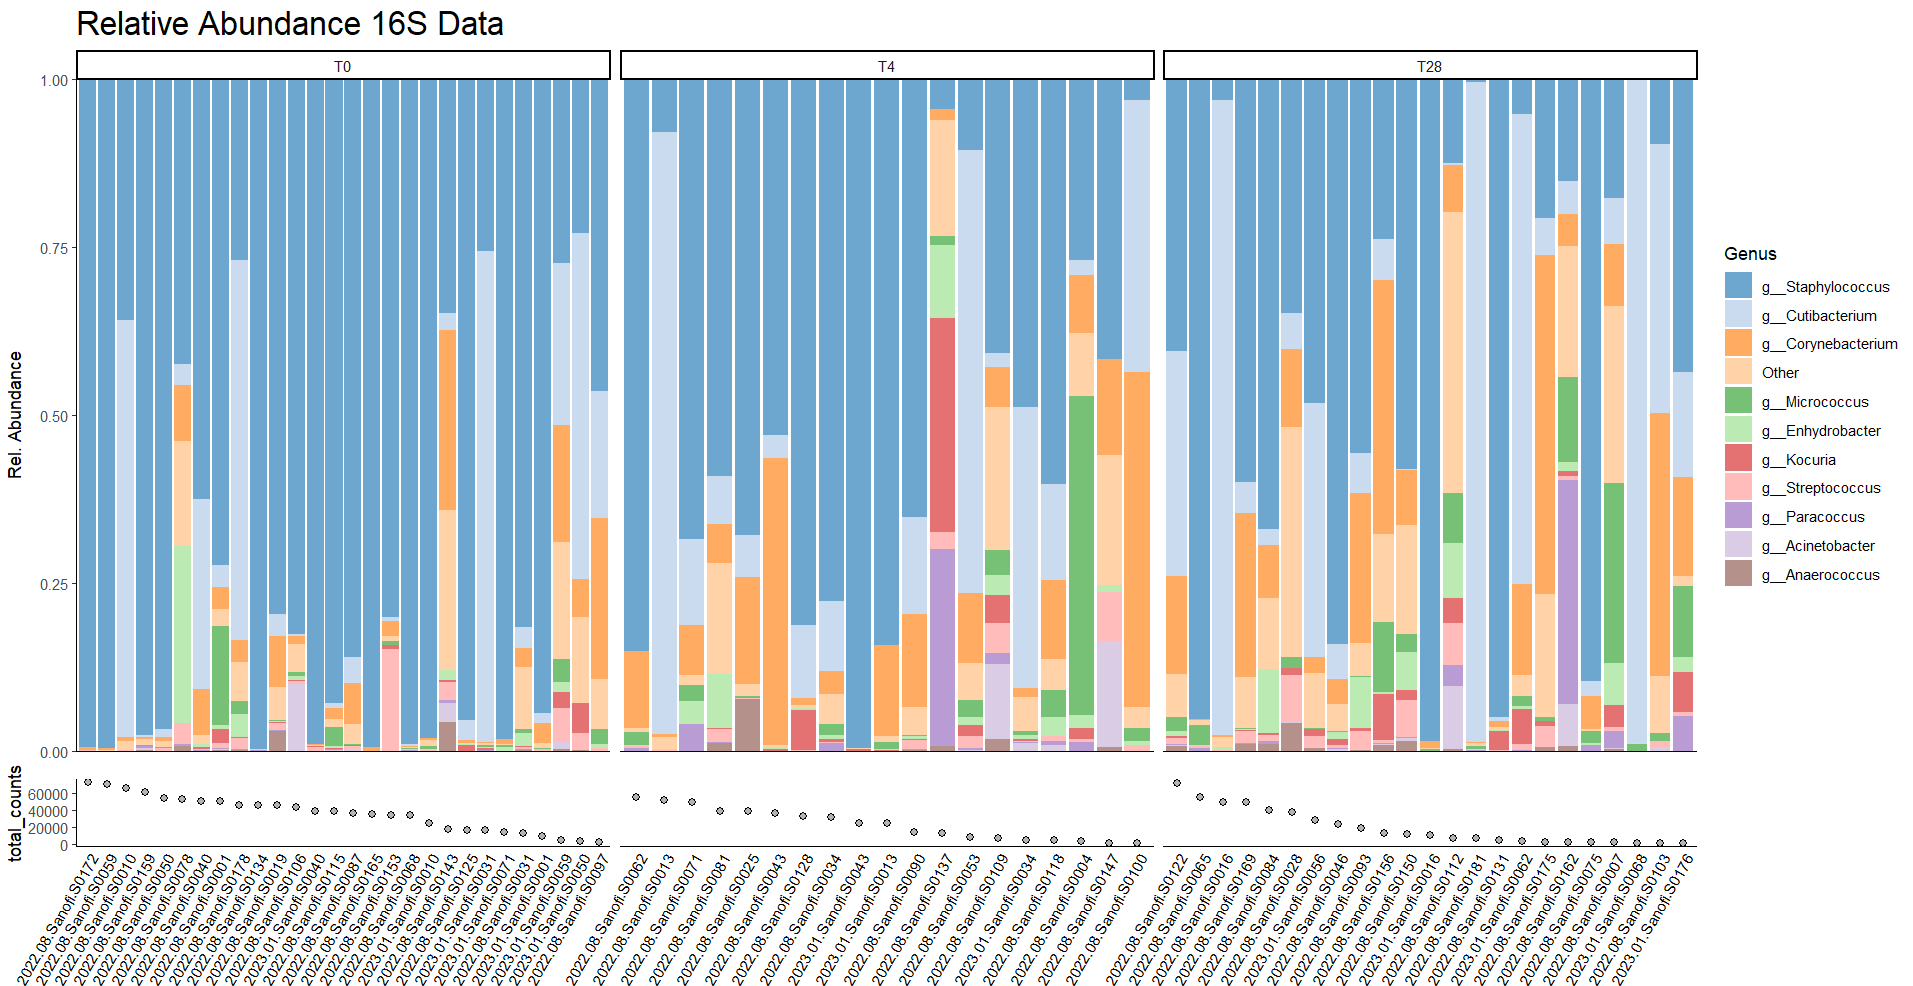 Relative Abundance 16S Data
T0
T4
T28
1.00
0.75
0.50
0.25
0.00
Rel. Abundance
Genus
g__Staphylococcus
g__Cutibacterium
g__Corynebacterium
Other
g__Micrococcus
g__Enhydrobacter
g__Kocuria
g__Streptococcus
g__Paracoccus
g__Acinetobacter
g__Anaerococcus
total_counts
60000
40000
20000
0
2022.08.Sanofi.S0172
2022.08.Sanofi.S0059
2022.08.Sanofi.S0010
2022.08.Sanofi.S0159
2022.08.Sanofi.S0050
2022.08.Sanofi.S0078
2022.08.Sanofi.S0040
2022.08.Sanofi.S0001
2022.08.Sanofi.S0178
2022.08.Sanofi.S0134
2022.08.Sanofi.S0019
2022.08.Sanofi.S0106
2023.01.Sanofi.S0040
2022.08.Sanofi.S0115
2022.08.Sanofi.S0087
2022.08.Sanofi.S0165
2022.08.Sanofi.S0153
2022.08.Sanofi.S0068
2023.01.Sanofi.S0010
2022.08.Sanofi.S0143
2022.08.Sanofi.S0125
2023.01.Sanofi.S0031
2023.01.Sanofi.S0071
2022.08.Sanofi.S0031
2023.01.Sanofi.S0001
2023.01.Sanofi.S0059
2023.01.Sanofi.S0050
2022.08.Sanofi.S0097
2022.08.Sanofi.S0062
2022.08.Sanofi.S0013
2022.08.Sanofi.S0071
2022.08.Sanofi.S0081
2022.08.Sanofi.S0025
2022.08.Sanofi.S0043
2022.08.Sanofi.S0128
2022.08.Sanofi.S0034
2023.01.Sanofi.S0043
2023.01.Sanofi.S0013
2022.08.Sanofi.S0090
2022.08.Sanofi.S0137
2022.08.Sanofi.S0053
2022.08.Sanofi.S0109
2023.01.Sanofi.S0034
2022.08.Sanofi.S0118
2022.08.Sanofi.S0004
2022.08.Sanofi.S0147
2022.08.Sanofi.S0100
2022.08.Sanofi.S0122
2022.08.Sanofi.S0065
2022.08.Sanofi.S0016
2022.08.Sanofi.S0169
2022.08.Sanofi.S0084
2022.08.Sanofi.S0028
2023.01.Sanofi.S0056
2022.08.Sanofi.S0046
2022.08.Sanofi.S0093
2022.08.Sanofi.S0156
2022.08.Sanofi.S0150
2023.01.Sanofi.S0016
2022.08.Sanofi.S0112
2022.08.Sanofi.S0181
2022.08.Sanofi.S0131
2023.01.Sanofi.S0062
2022.08.Sanofi.S0175
2022.08.Sanofi.S0162
2022.08.Sanofi.S0075
2023.01.Sanofi.S0007
2023.01.Sanofi.S0068
2022.08.Sanofi.S0103
2023.01.Sanofi.S0176